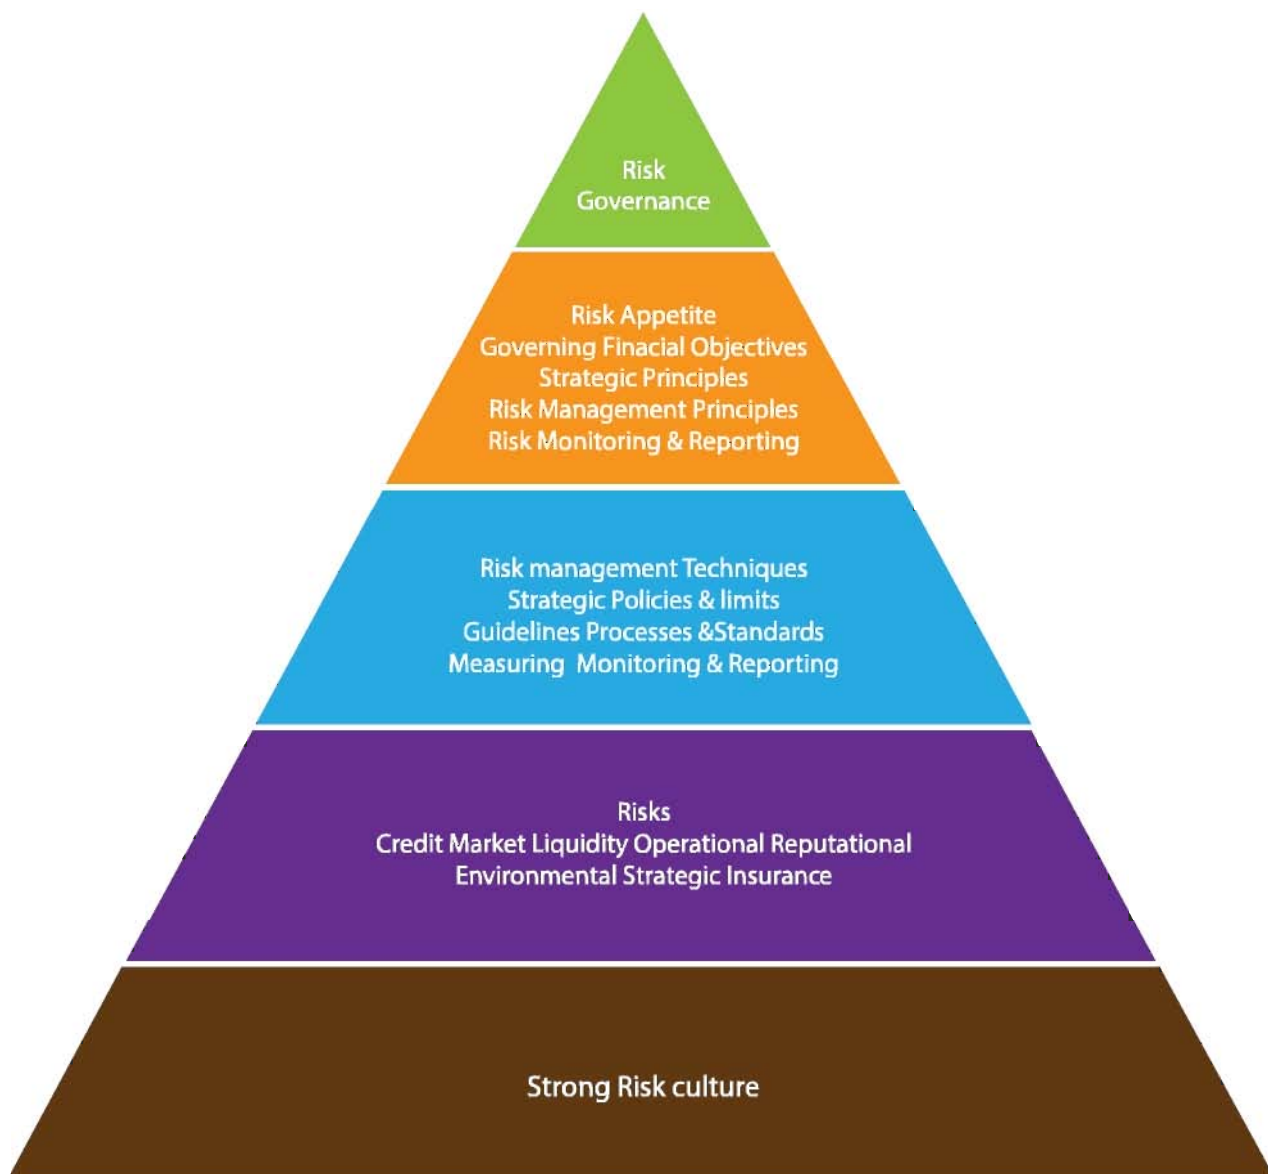 Risk
Governance
Risk Appetite
Governing Finacial Objectives
Strategic Principles
Risk Management Principles
Risk Monitoring & Reporting
Risk management Techniques
Strategic Policies & limits
Guidelines Processes &Standards
Measuring  Monitoring & Reporting
Risks
Credit Market Liquidity Operational Reputational
Environmental Strategic Insurance
Strong Risk culture